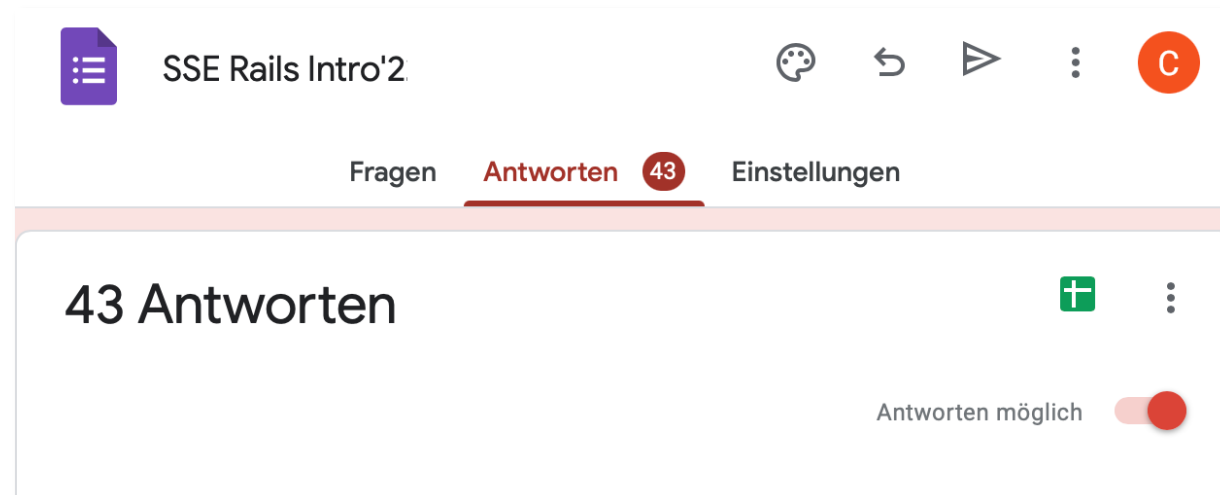 SSE Rails Intro'2
C
Fragen Antworten 43 Einstellungen
43 Antworten
Antworten möglich